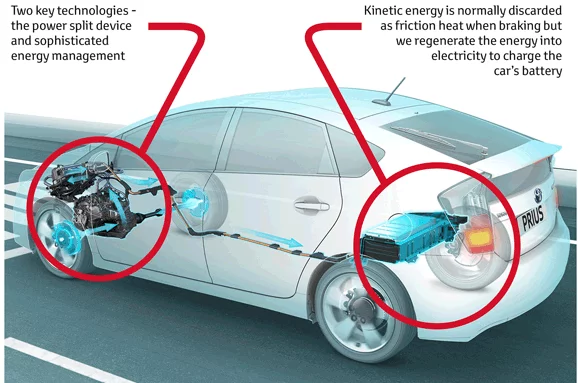 Two key technologies -
the power split device
and sophisticated
energy management
Kinetic energy is normally discarded
as friction heat when braking but
we regenerate the energy into
electricity to charge the
car's battery
PRIUS